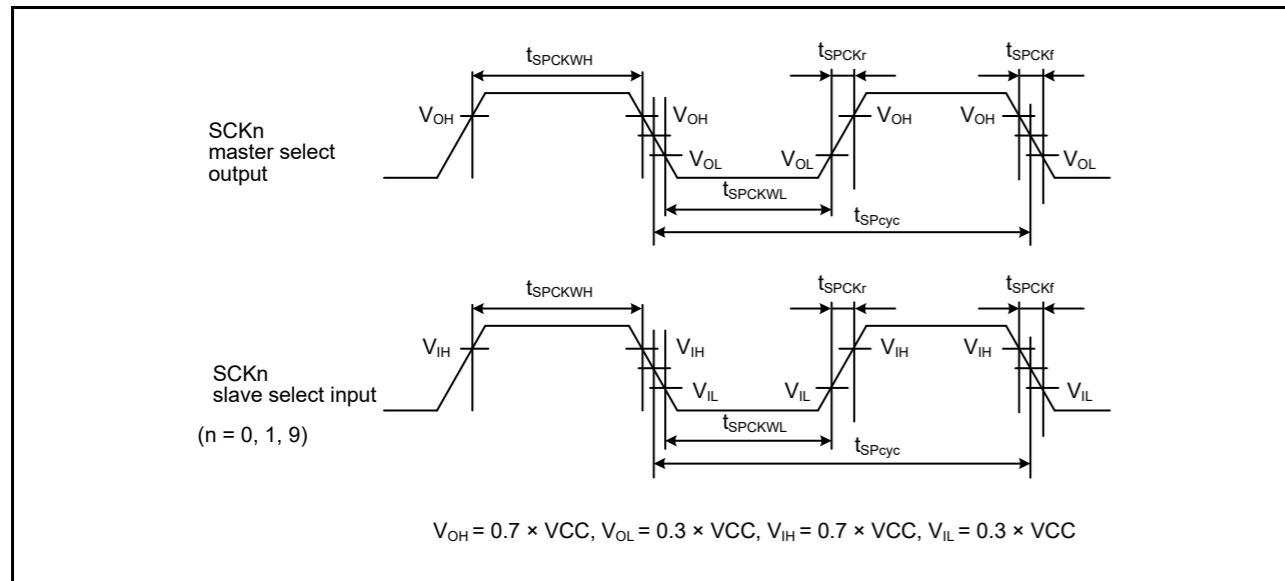 tSPCKWH
tSPCKr
tSPCKf
VOH
VOH
VOH
VOH
SCKn
master select
output
VOL
VOL
VOL
tSPCKWL
tSPcyc
tSPCKWH
tSPCKr
tSPCKf
VIH
VIH
VIH
VIH
SCKn
slave select input
VIL
VIL
VIL
(n = 0, 1, 9)
tSPCKWL
tSPcyc
VOH = 0.7 × VCC, VOL = 0.3 × VCC, VIH = 0.7 × VCC, VIL = 0.3 × VCC